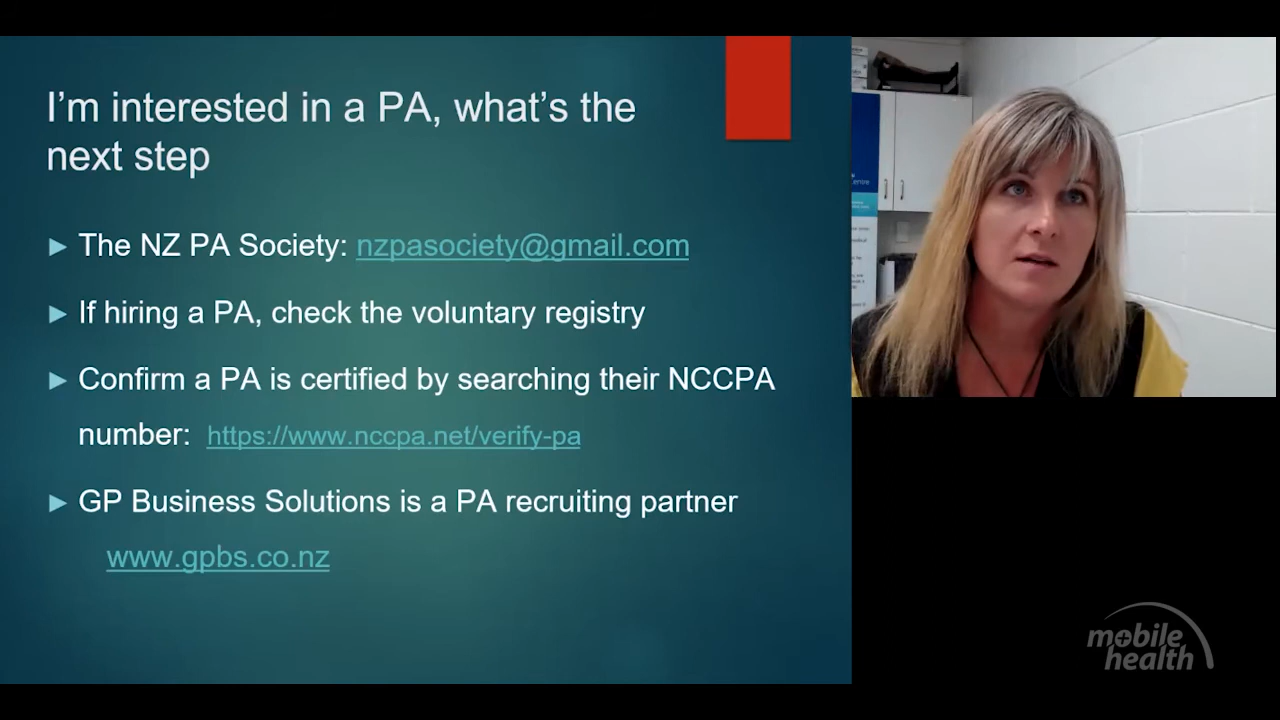 I'm interested in a PA, what's the
next step
The NZ PA Society: nzpasociety@gmail.com
If hiring a PA, check the voluntary registry
Confirm a PA is certified by searching their NCCPA
number: https://www.nccpa.net/verify-pa
GP Business Solutions is a PA recruiting partner
www.gpbs.co.nz
mobile
health